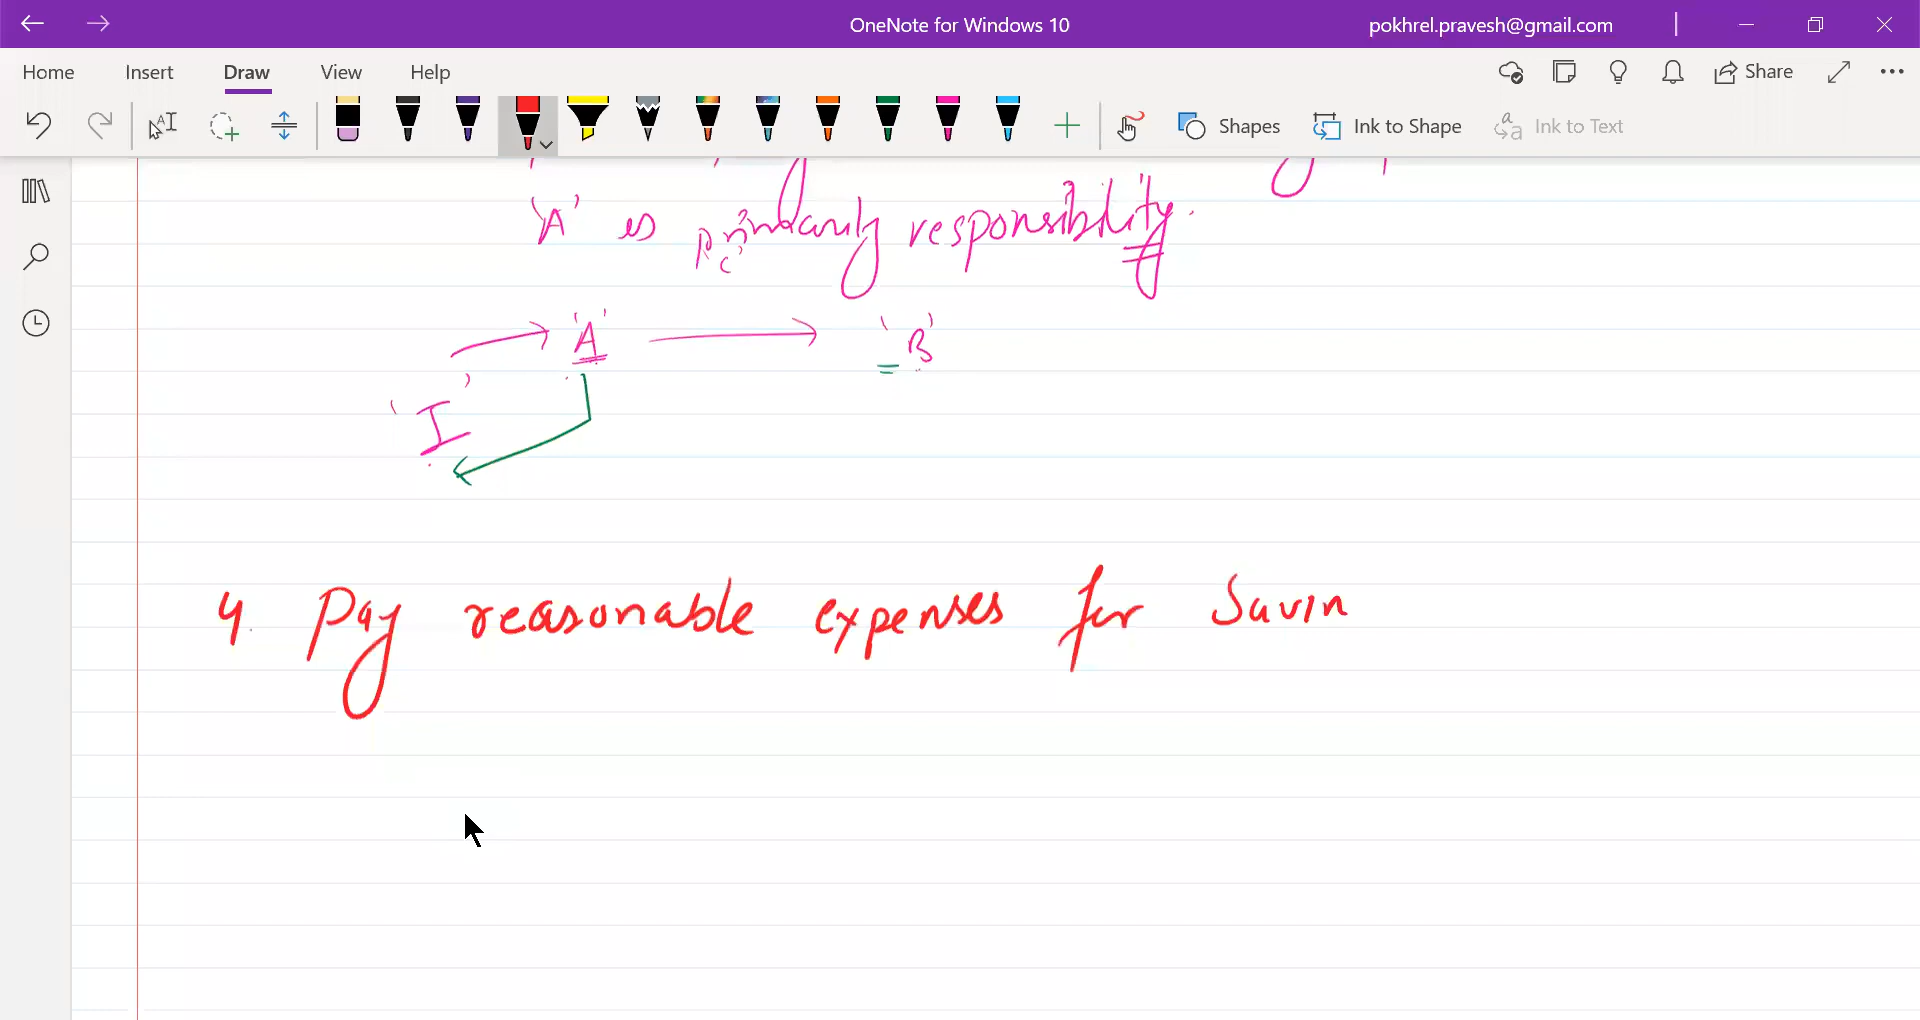 OneNote for Windows 10 pokhrel.pravesh@gmail.com
Home Insert Draw View Help Share
Shapes Ink to Shape Ink to Text
'A' is primarily responsibility.
'A' 'B'
'I'
4. Pay reasonable expenses for Savin